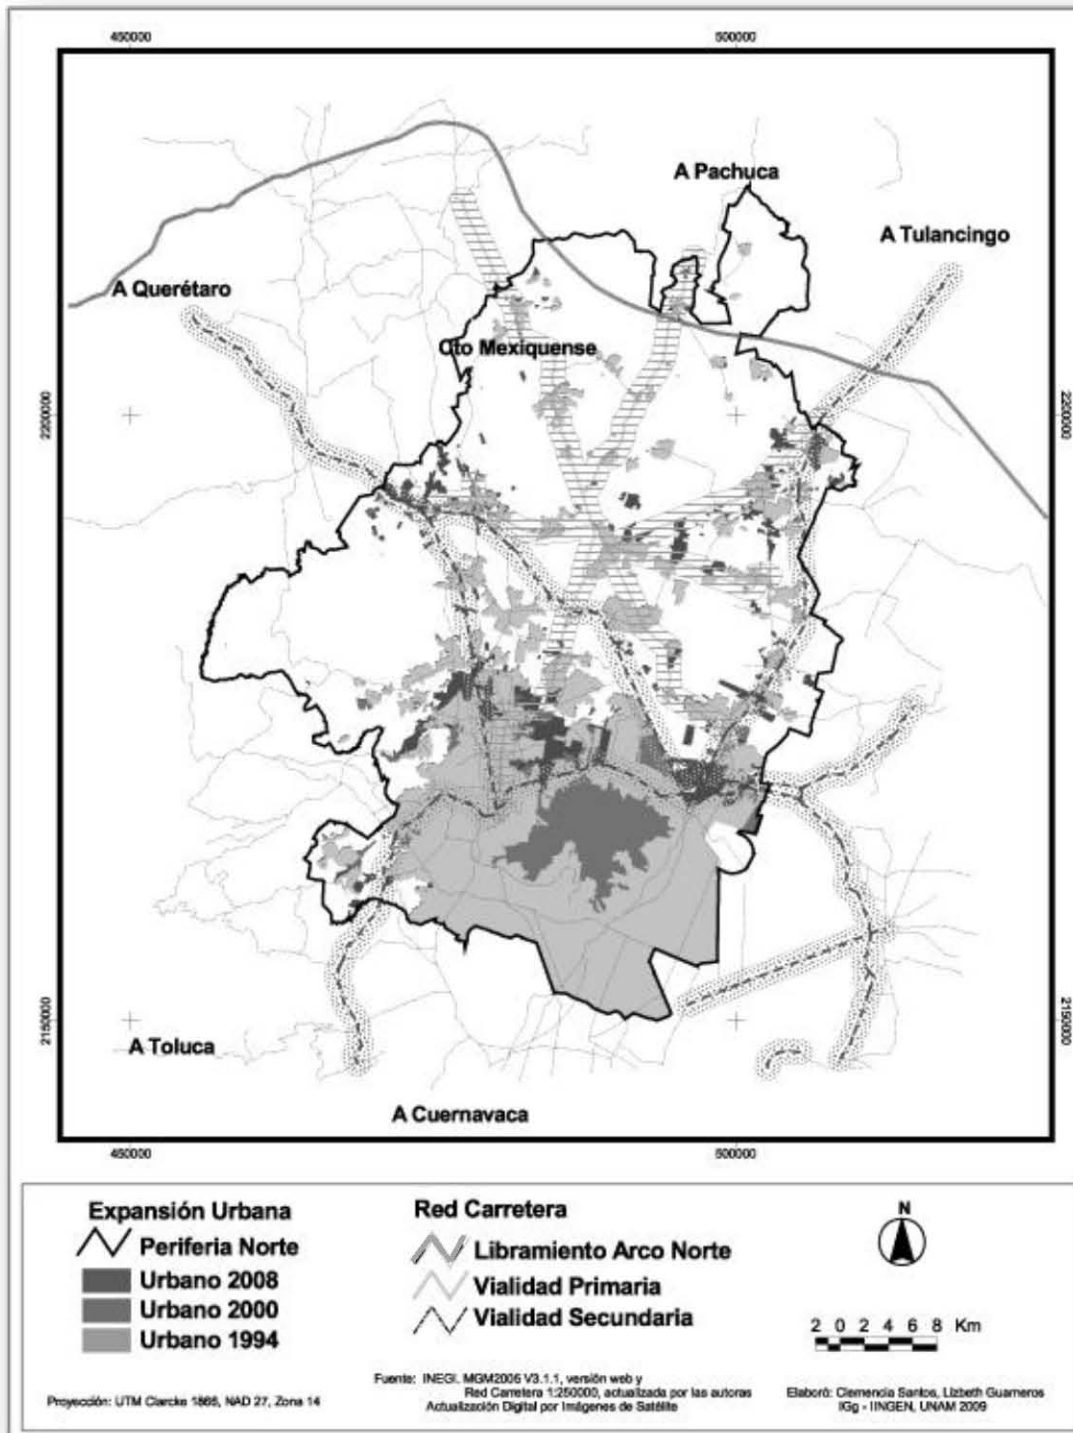 450000 500000
A Pachuca
A Tulancingo
A Querétaro
Cto Mexiquense
2200000 2200000
2150000 2150000
A Toluca
A Cuernavaca
450000 500000
Expansión Urbana
Periferia Norte
Urbano 2008
Urbano 2000
Urbano 1994
Red Carretera
Libramiento Arco Norte
Vialidad Primaria
Vialidad Secundaria
N
2 0 2 4 6 8 Km
Proyección: UTM Clarcke 1866, NAD 27, Zona 14
Fuente: INEGI. MGM2005 V3.1.1, versión web y
Red Carretera 1:250000, actualizada por las autoras
Actualización Digital por Imágenes de Satélite
Elaboró: Clemencia Santos, Lizbeth Guarneros
IGg - IINGEN, UNAM 2009